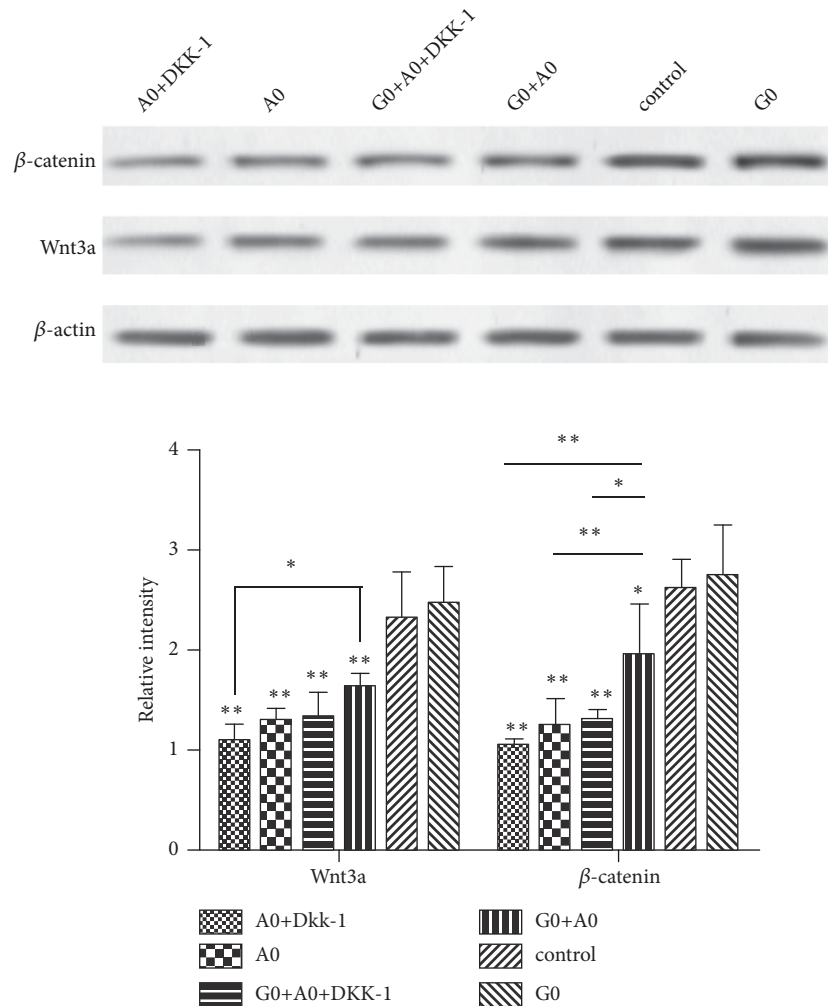 A0+DKK-1 A0 G0+A0+DKK-1 G0+A0 control G0
β-catenin
Wnt3a
β-actin
4
3
2
1
0
Relative intensity
** ** ** **
*
** ** ** *
**
*
**
Wnt3a β-catenin
A0+Dkk-1 G0+A0
A0 control
G0+A0+DKK-1 G0